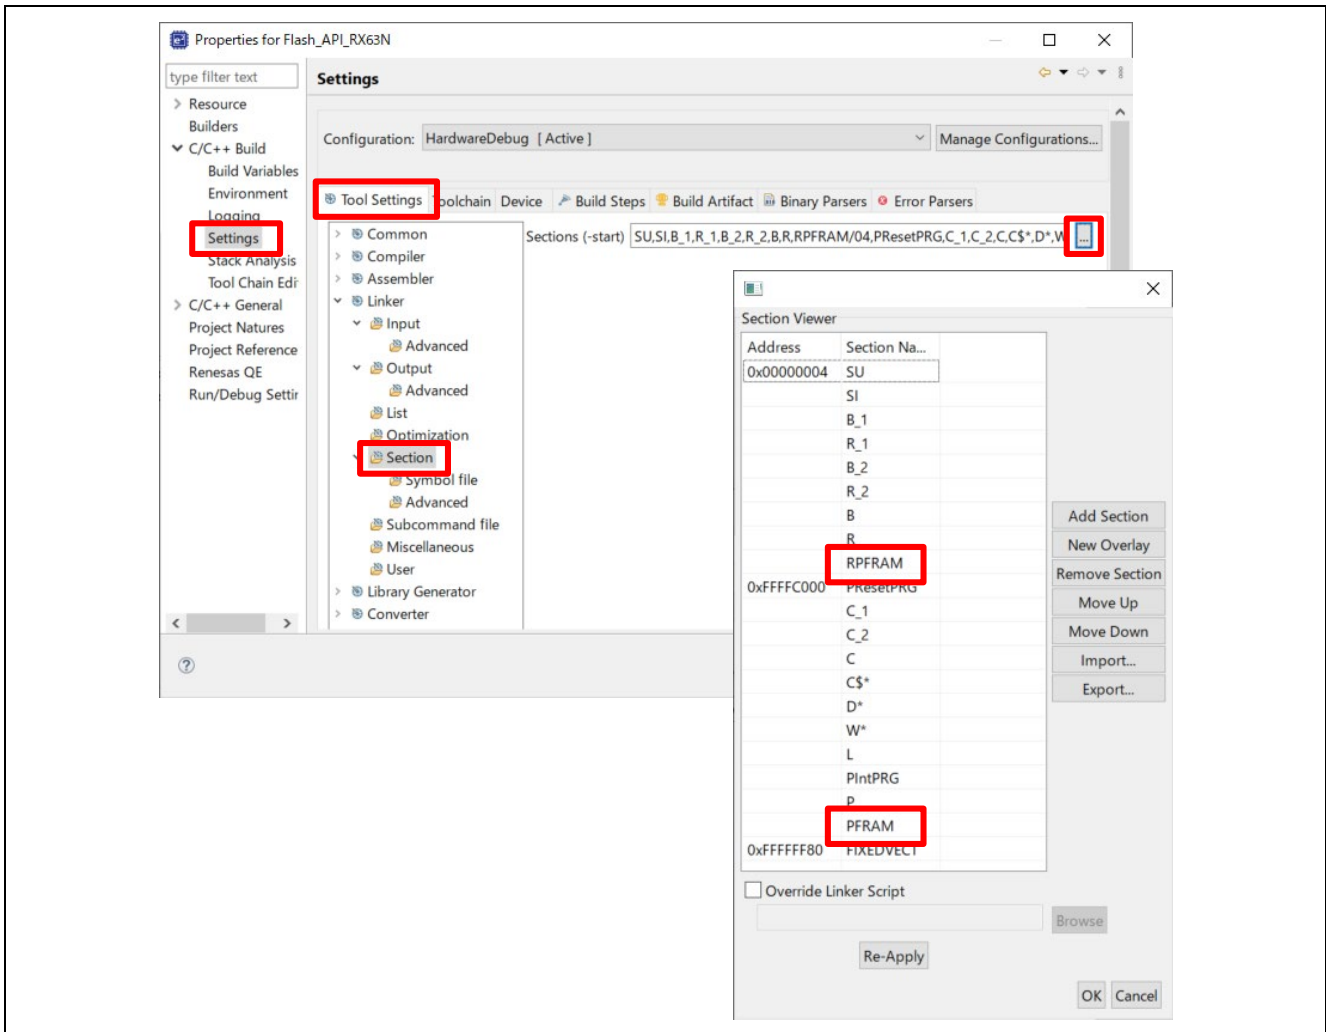 Properties for Flash_API_RX63N
type filter text
Settings
Resource
Builders
C/C++ Build
Build Variables
Environment
Logging
Settings
Stack Analysis
Tool Chain Edi
C/C++ General
Project Natures
Project Reference
Renesas QE
Run/Debug Settir
Configuration: HardwareDebug [ Active ]
Manage Configurations...
Tool Settings Toolchain Device Build Steps Build Artifact Binary Parsers Error Parsers
Common
Compiler
Assembler
Linker
Input
Advanced
Output
Advanced
List
Optimization
Section
Symbol file
Advanced
Subcommand file
Miscellaneous
User
Library Generator
Converter
Sections (-start) SU,SI,B_1,R_1,B_2,R_2,B,R,RPFRAM/04,PResetPRG,C_1,C_2,C,C$*,D*,W ...
Section Viewer
Address Section Na...
0x00000004 SU
SI
B_1
R_1
B_2
R_2
B
R
RPFRAM
0xFFFFC000 PResetPRG
C_1
C_2
C
C$*
D*
W*
L
PIntPRG
P
PFRAM
0xFFFFFF80 FIXEDVECT
Add Section
New Overlay
Remove Section
Move Up
Move Down
Import...
Export...
Override Linker Script
Browse
Re-Apply
OK Cancel